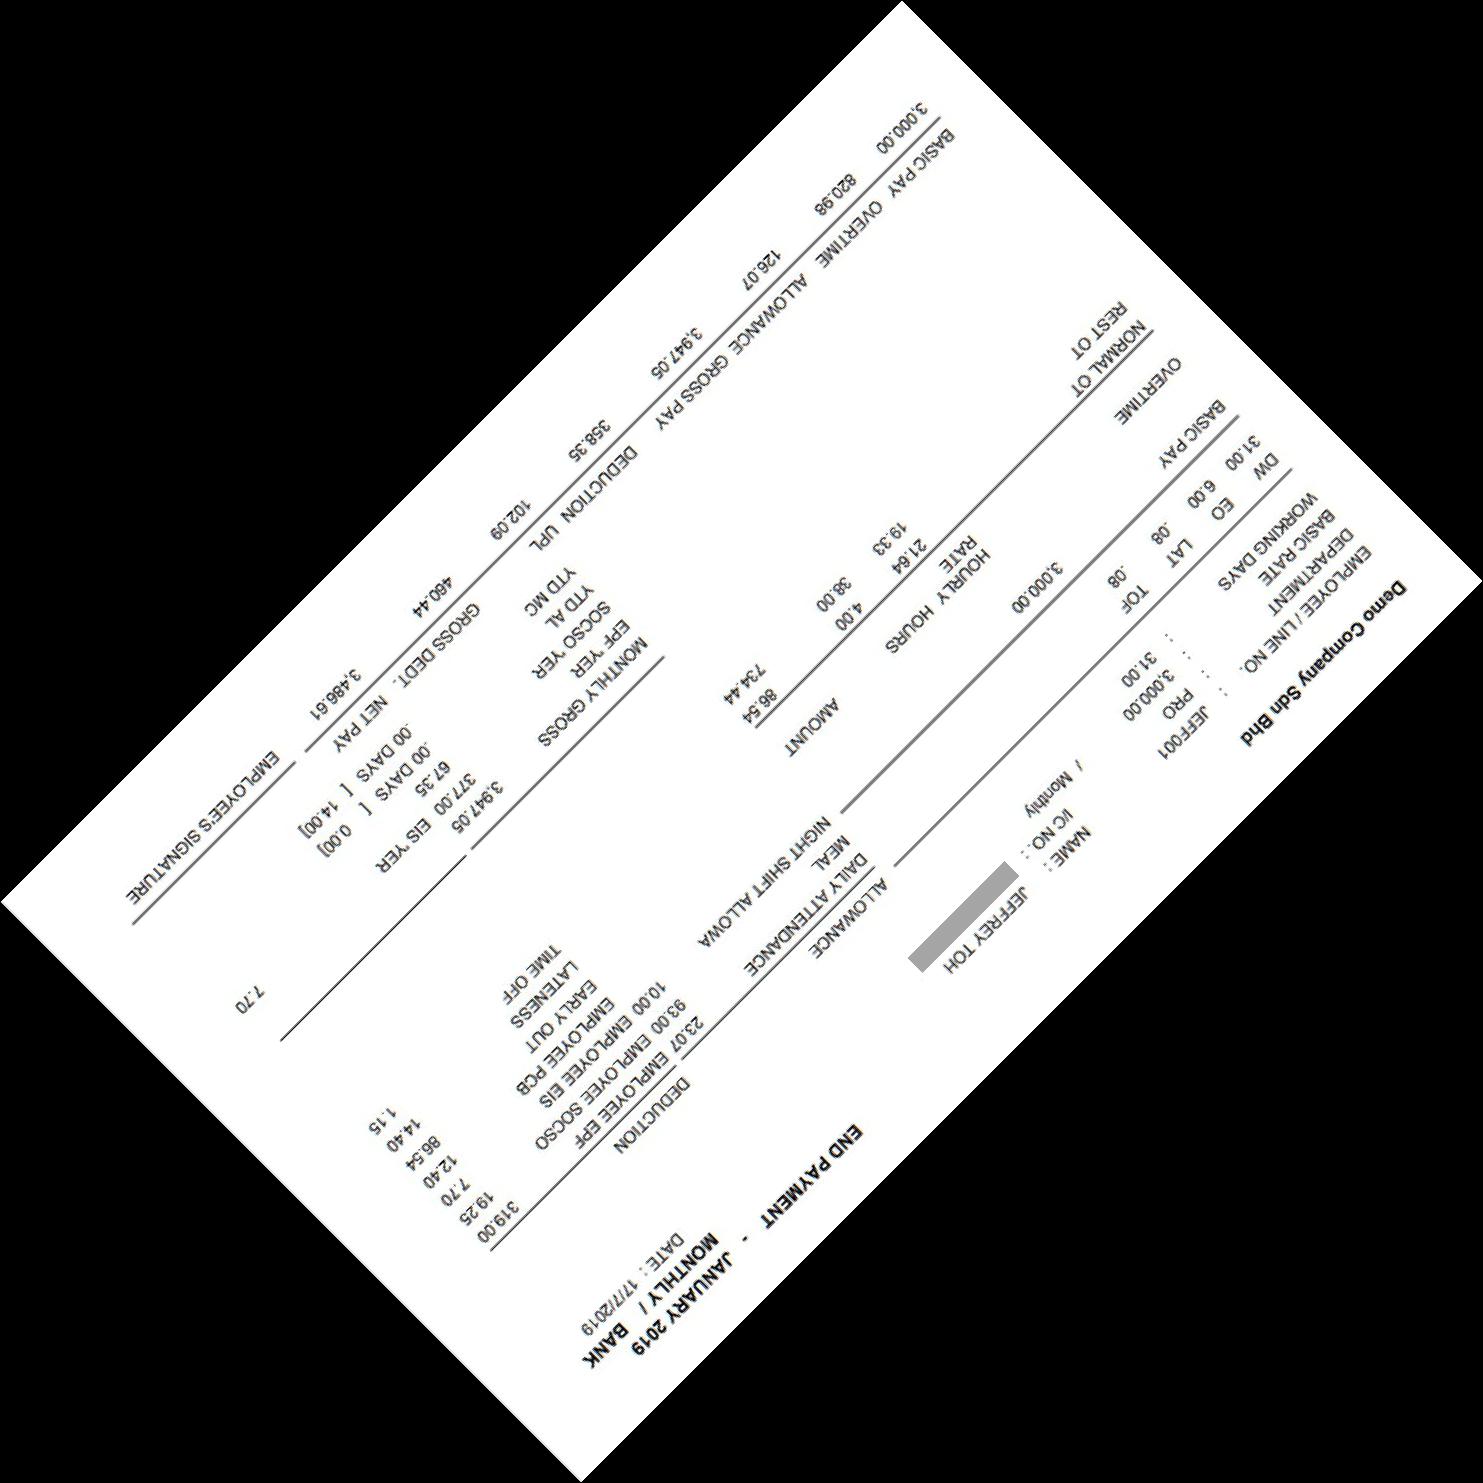 Demo Company Sdn Bhd END PAYMENT - JANUARY 2019
EMPLOYEE / LINE NO. : JEFF001 / Monthly NAME : JEFFREY TOH MONTHLY / BANK
DEPARTMENT : PRO I/C NO. : DATE : 17/7/2019
BASIC RATE : 3,000.00
WORKING DAYS : 31.00
DW EO LAT TOF
31.00 6.00 .08 .08
BASIC PAY 3,000.00
OVERTIME HOURLY RATE HOURS AMOUNT ALLOWANCE DEDUCTION
NORMAL OT 21.64 4.00 86.54 DAILY ATTENDANCE 23.07 EMPLOYEE EPF 319.00
REST OT 19.33 38.00 734.44 MEAL 93.00 EMPLOYEE SOCSO 19.25
NIGHT SHIFT ALLOWA 10.00 EMPLOYEE EIS 7.70
EMPLOYEE PCB 12.40
EARLY OUT 86.54
LATENESS 14.40
TIME OFF 1.15
MONTHLY GROSS 3,947.05
EPF 'YER 377.00 EIS 'YER 7.70
SOCSO 'YER 67.35
YTD AL .00 DAYS [ 0.00]
YTD MC .00 DAYS [ 14.00]
BASIC PAY OVERTIME ALLOWANCE GROSS PAY DEDUCTION UPL GROSS DEDT. NET PAY EMPLOYEE'S SIGNATURE
3,000.00 820.98 126.07 3,947.05 358.35 102.09 460.44 3,486.61